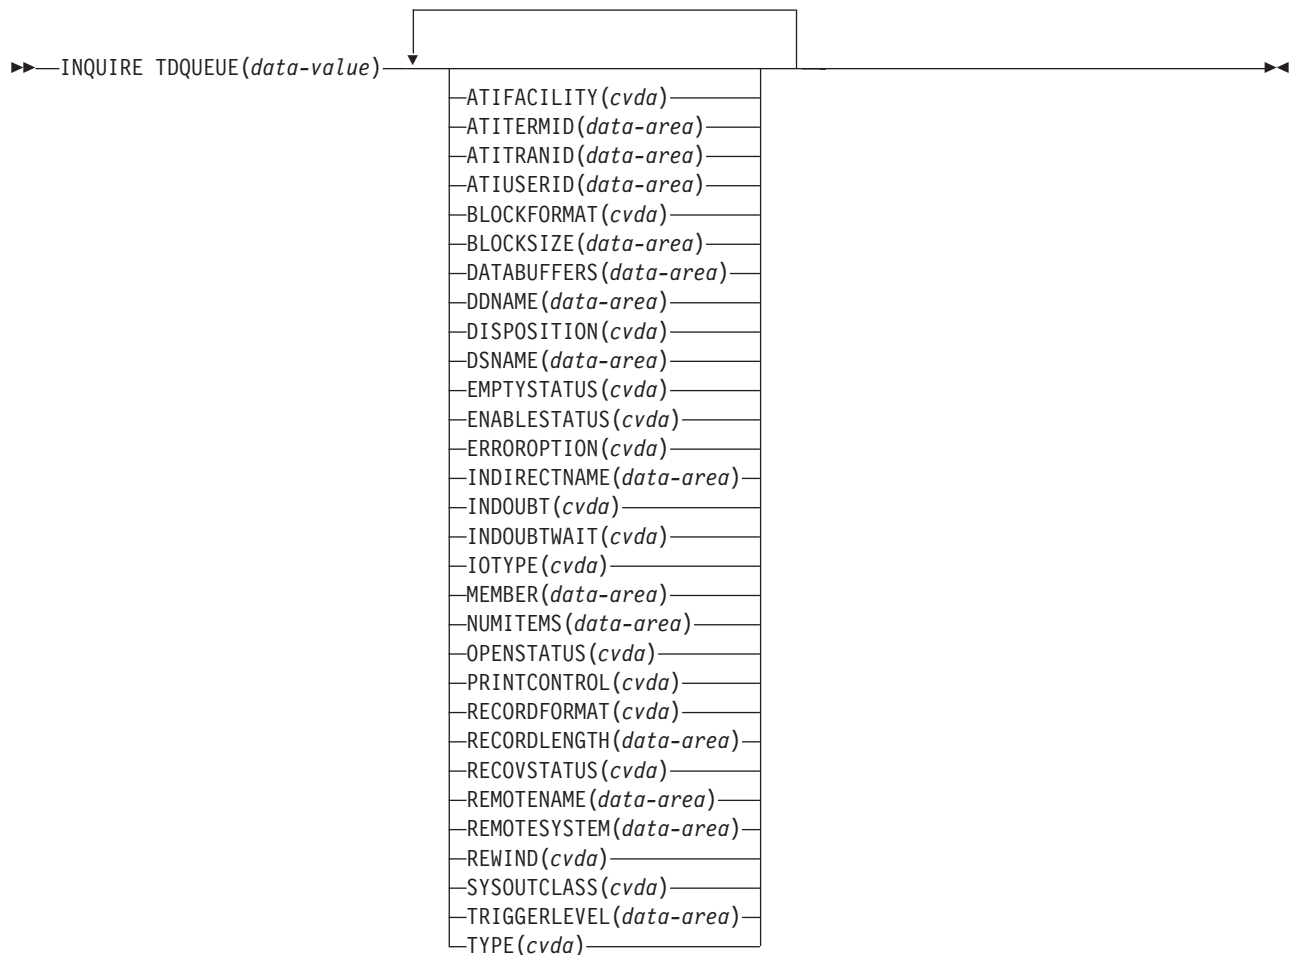 INQUIRE TDQUEUE(data-value)
ATIFACILITY(cvda)
ATITERMID(data-area)
ATITRANID(data-area)
ATIUSERID(data-area)
BLOCKFORMAT(cvda)
BLOCKSIZE(data-area)
DATABUFFERS(data-area)
DDNAME(data-area)
DISPOSITION(cvda)
DSNAME(data-area)
EMPTYSTATUS(cvda)
ENABLESTATUS(cvda)
ERROROPTION(cvda)
INDIRECTNAME(data-area)
INDOUBT(cvda)
INDOUBTWAIT(cvda)
IOTYPE(cvda)
MEMBER(data-area)
NUMITEMS(data-area)
OPENSTATUS(cvda)
PRINTCONTROL(cvda)
RECORDFORMAT(cvda)
RECORDLENGTH(data-area)
RECOVSTATUS(cvda)
REMOTENAME(data-area)
REMOTESYSTEM(data-area)
REWIND(cvda)
SYSOUTCLASS(cvda)
TRIGGERLEVEL(data-area)
TYPE(cvda)